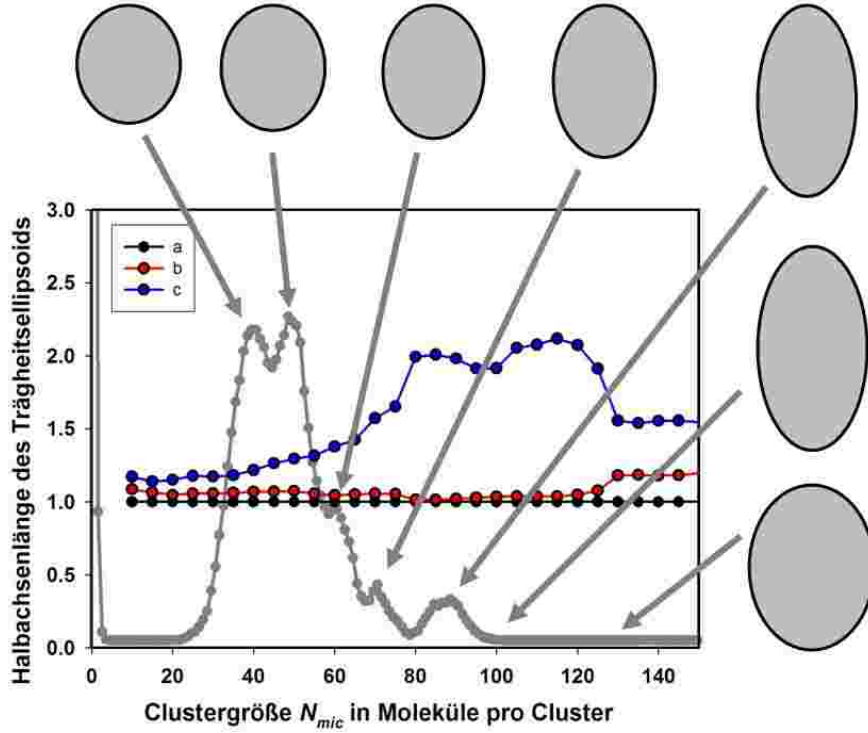 3.0
2.5
2.0
1.5
1.0
0.5
0.0
a
b
c
0 20 40 60 80 100 120 140
Halbachsenlänge des Trägheitsellipsoids
Clustergröße N_mic in Moleküle pro Cluster